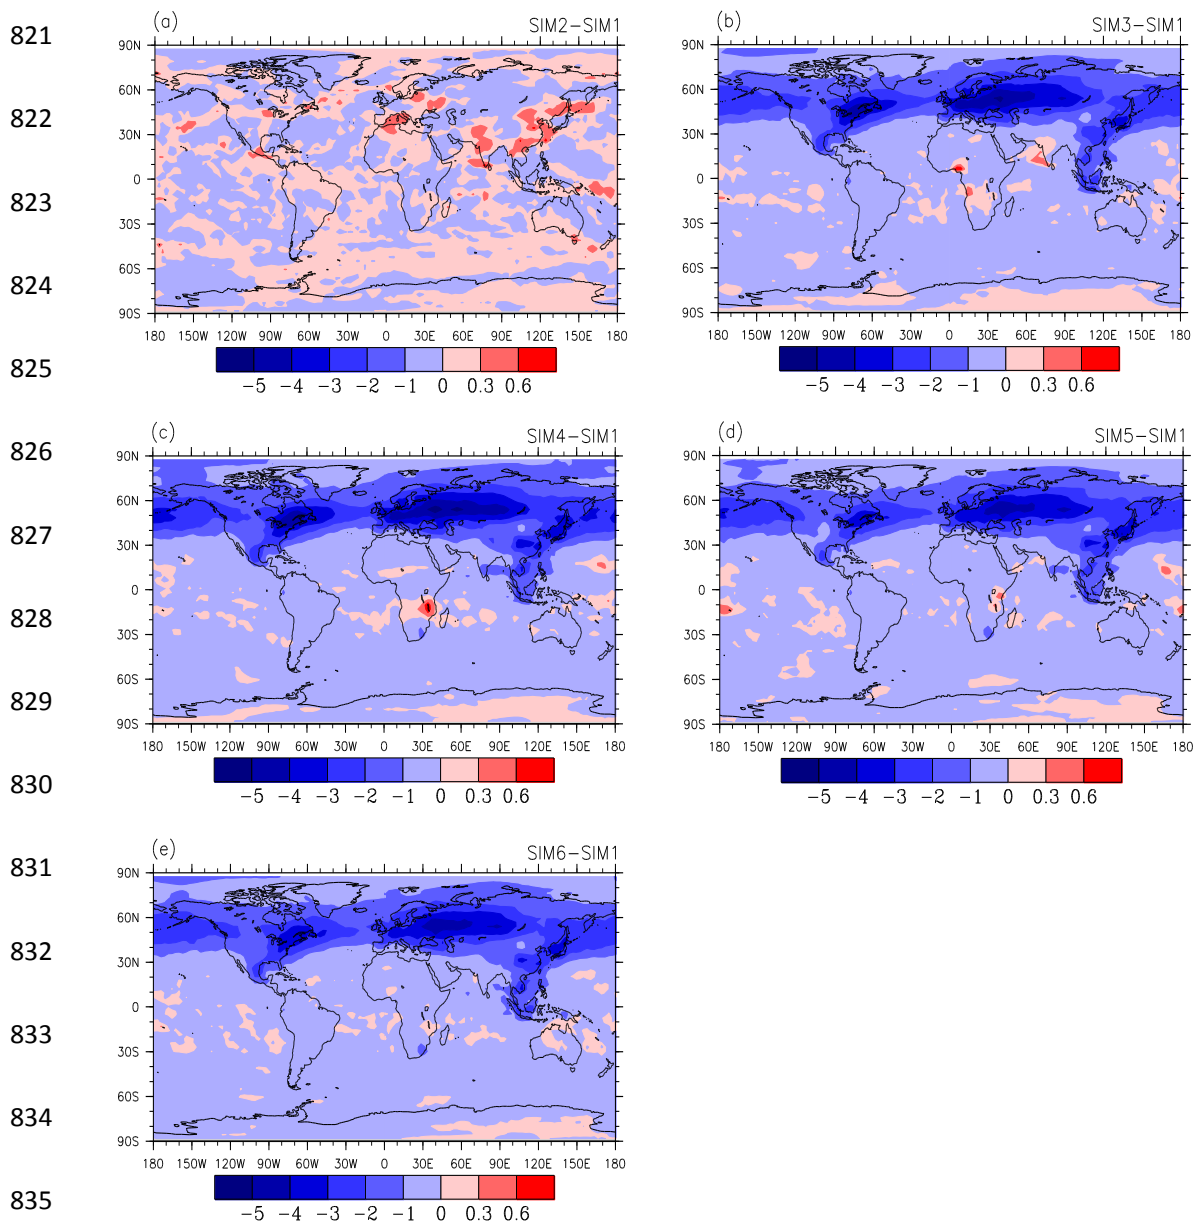 821
822
823
824
825
826
827
828
829
830
831
832
833
834
835
(a) SIM2−SIM1
90N
60N
30N
0
30S
60S
90S
180 150W 120W 90W 60W 30W 0 30E 60E 90E 120E 150E 180
−5 −4 −3 −2 −1 0 0.3 0.6
(b) SIM3−SIM1
90N
60N
30N
0
30S
60S
90S
180 150W 120W 90W 60W 30W 0 30E 60E 90E 120E 150E 180
−5 −4 −3 −2 −1 0 0.3 0.6
(c) SIM4−SIM1
90N
60N
30N
0
30S
60S
90S
180 150W 120W 90W 60W 30W 0 30E 60E 90E 120E 150E 180
−5 −4 −3 −2 −1 0 0.3 0.6
(d) SIM5−SIM1
90N
60N
30N
0
30S
60S
90S
180 150W 120W 90W 60W 30W 0 30E 60E 90E 120E 150E 180
−5 −4 −3 −2 −1 0 0.3 0.6
(e) SIM6−SIM1
90N
60N
30N
0
30S
60S
90S
180 150W 120W 90W 60W 30W 0 30E 60E 90E 120E 150E 180
−5 −4 −3 −2 −1 0 0.3 0.6